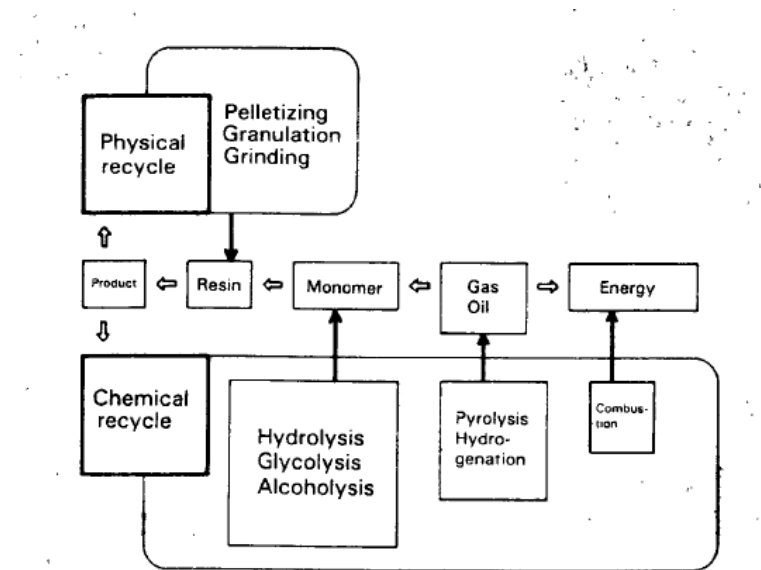 Physical
recycle
Pelletizing
Granulation
Grinding
Product
Resin
Monomer
Gas
Oil
Energy
Chemical
recycle
Hydrolysis
Glycolysis
Alcoholysis
Pyrolysis
Hydro-
genation
Combus-
tion